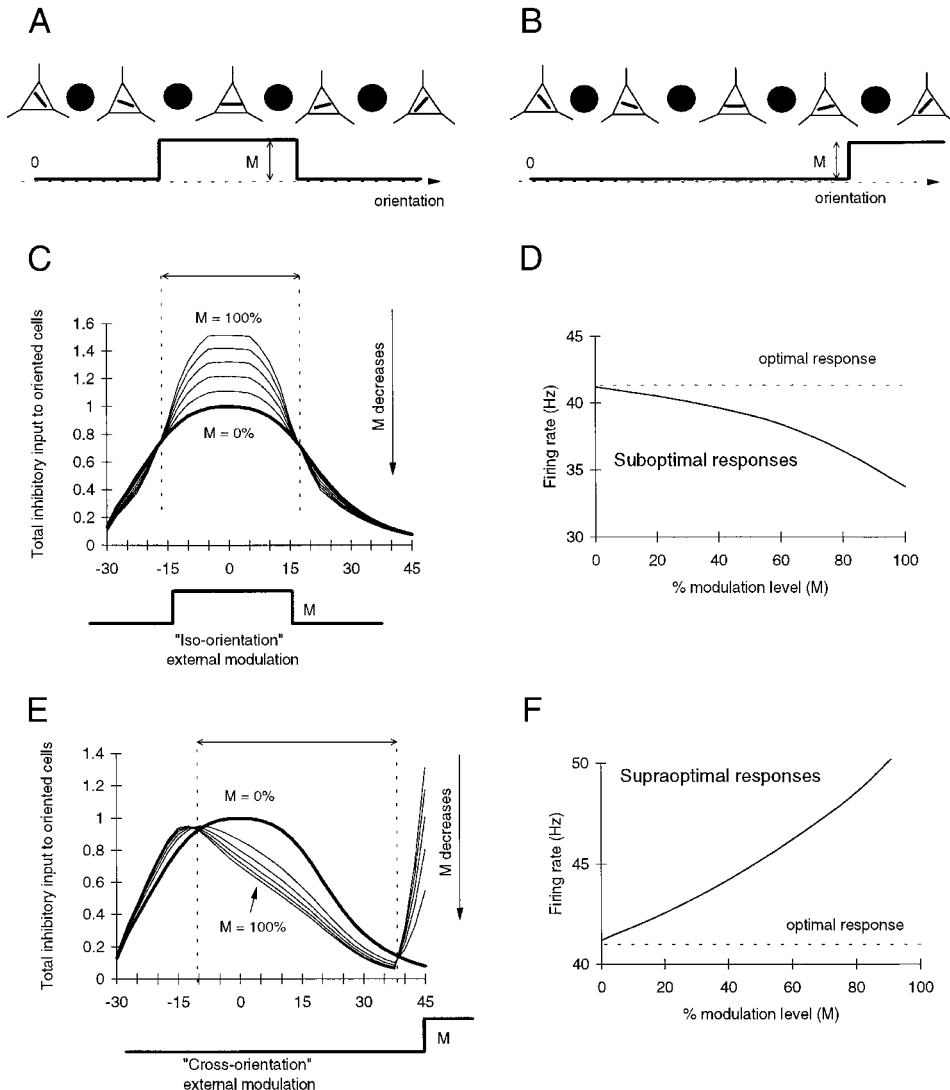 A
B
0
M
orientation
0
M
orientation
C
Total inhibitory input to oriented cells
1.6
1.4
1.2
1
0.8
0.6
0.4
0.2
0
M = 100%
M = 0%
M decreases
-30
-15
0
15
30
45
M
"Iso-orientation"
external modulation
D
Firing rate (Hz)
45
40
35
30
optimal response
Suboptimal responses
0
20
40
60
80
100
% modulation level (M)
E
Total inhibitory input to oriented cells
1.4
1.2
1
0.8
0.6
0.4
0.2
0
M = 0%
M = 100%
M decreases
-30
-15
0
15
30
45
M
"Cross-orientation"
external modulation
F
Firing rate (Hz)
50
45
40
Supraoptimal responses
optimal response
0
20
40
60
80
100
% modulation level (M)